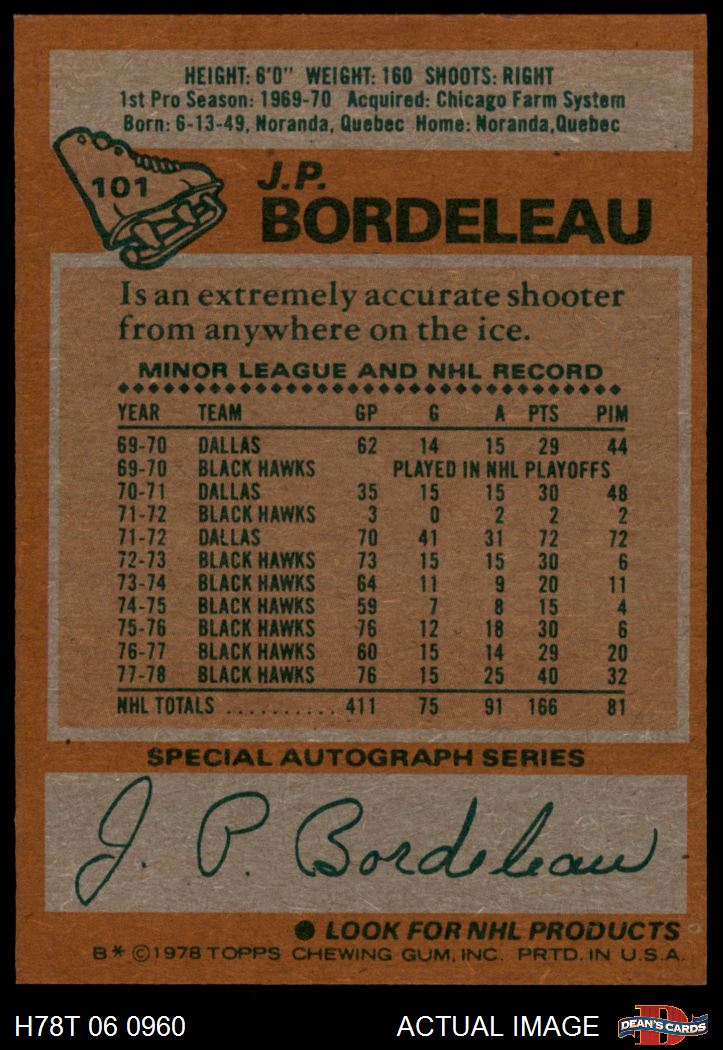 HEIGHT: 6'0" WEIGHT: 160 SHOOTS: RIGHT
1st Pro Season: 1969-70 Acquired: Chicago Farm System
Born: 6-13-49, Noranda, Quebec Home: Noranda, Quebec
101
J.P.
BORDELEAU
Is an extremely accurate shooter
from anywhere on the ice.
MINOR LEAGUE AND NHL RECORD
YEAR TEAM GP G A PTS PIM
69-70 DALLAS 62 14 15 29 44
69-70 BLACK HAWKS PLAYED IN NHL PLAYOFFS
70-71 DALLAS 35 15 15 30 48
71-72 BLACK HAWKS 3 0 2 2 2
71-72 DALLAS 70 41 31 72 72
72-73 BLACK HAWKS 73 15 15 30 6
73-74 BLACK HAWKS 64 11 9 20 11
74-75 BLACK HAWKS 59 7 8 15 4
75-76 BLACK HAWKS 76 12 18 30 6
76-77 BLACK HAWKS 60 15 14 29 20
77-78 BLACK HAWKS 76 15 25 40 32
NHL TOTALS .......... 411 75 91 166 81
SPECIAL AUTOGRAPH SERIES
J. P. Bordeleau
● LOOK FOR NHL PRODUCTS
B* ©1978 TOPPS CHEWING GUM, INC. PRTD. IN U.S.A.
H78T 06 0960 ACTUAL IMAGE D DEAN'S CARDS